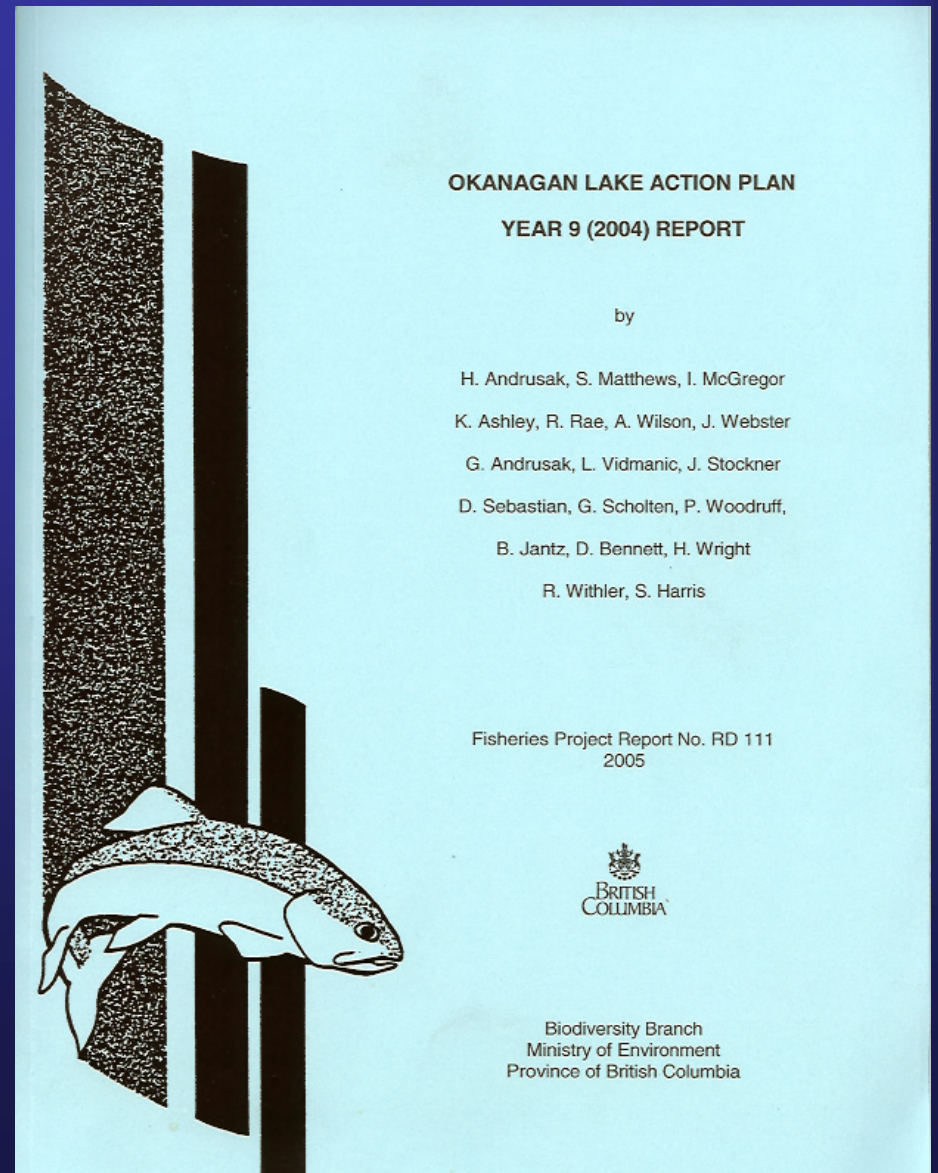 OKANAGAN LAKE ACTION PLAN
YEAR 9 (2004) REPORT
by
H. Andrusak, S. Matthews, I. McGregor
K. Ashley, R. Rae, A. Wilson, J. Webster
G. Andrusak, L. Vidmanic, J. Stockner
D. Sebastian, G. Scholten, P. Woodruff,
B. Jantz, D. Bennett, H. Wright
R. Withler, S. Harris
Fisheries Project Report No. RD 111
2005
BRITISH
COLUMBIA
Biodiversity Branch
Ministry of Environment
Province of British Columbia